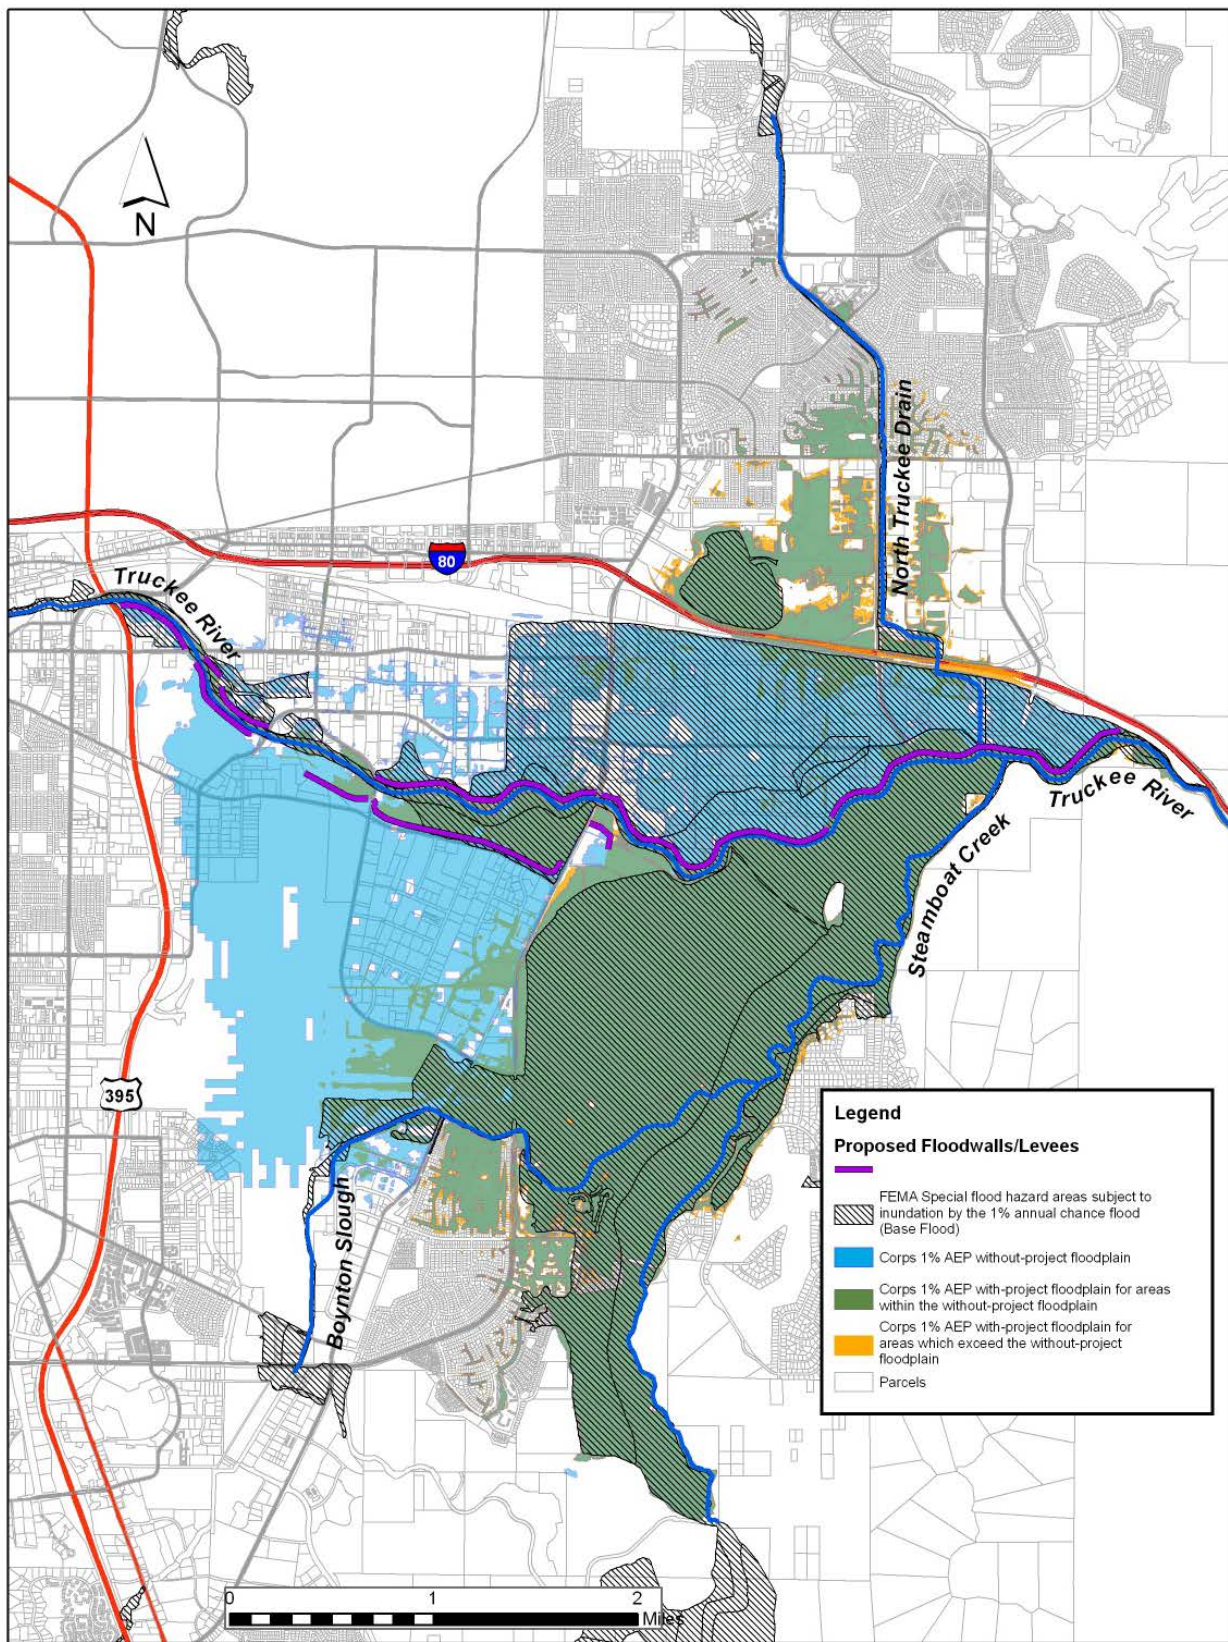 N
North Truckee Drain
80
Truckee River
Truckee River
Steamboat Creek
395
Boynton Slough
Legend
Proposed Floodwalls/Levees
FEMA Special flood hazard areas subject to
inundation by the 1% annual chance flood
(Base Flood)
Corps 1% AEP without-project floodplain
Corps 1% AEP with-project floodplain for areas
within the without-project floodplain
Corps 1% AEP with-project floodplain for
areas which exceed the without-project
floodplain
Parcels
0 1 2
Miles